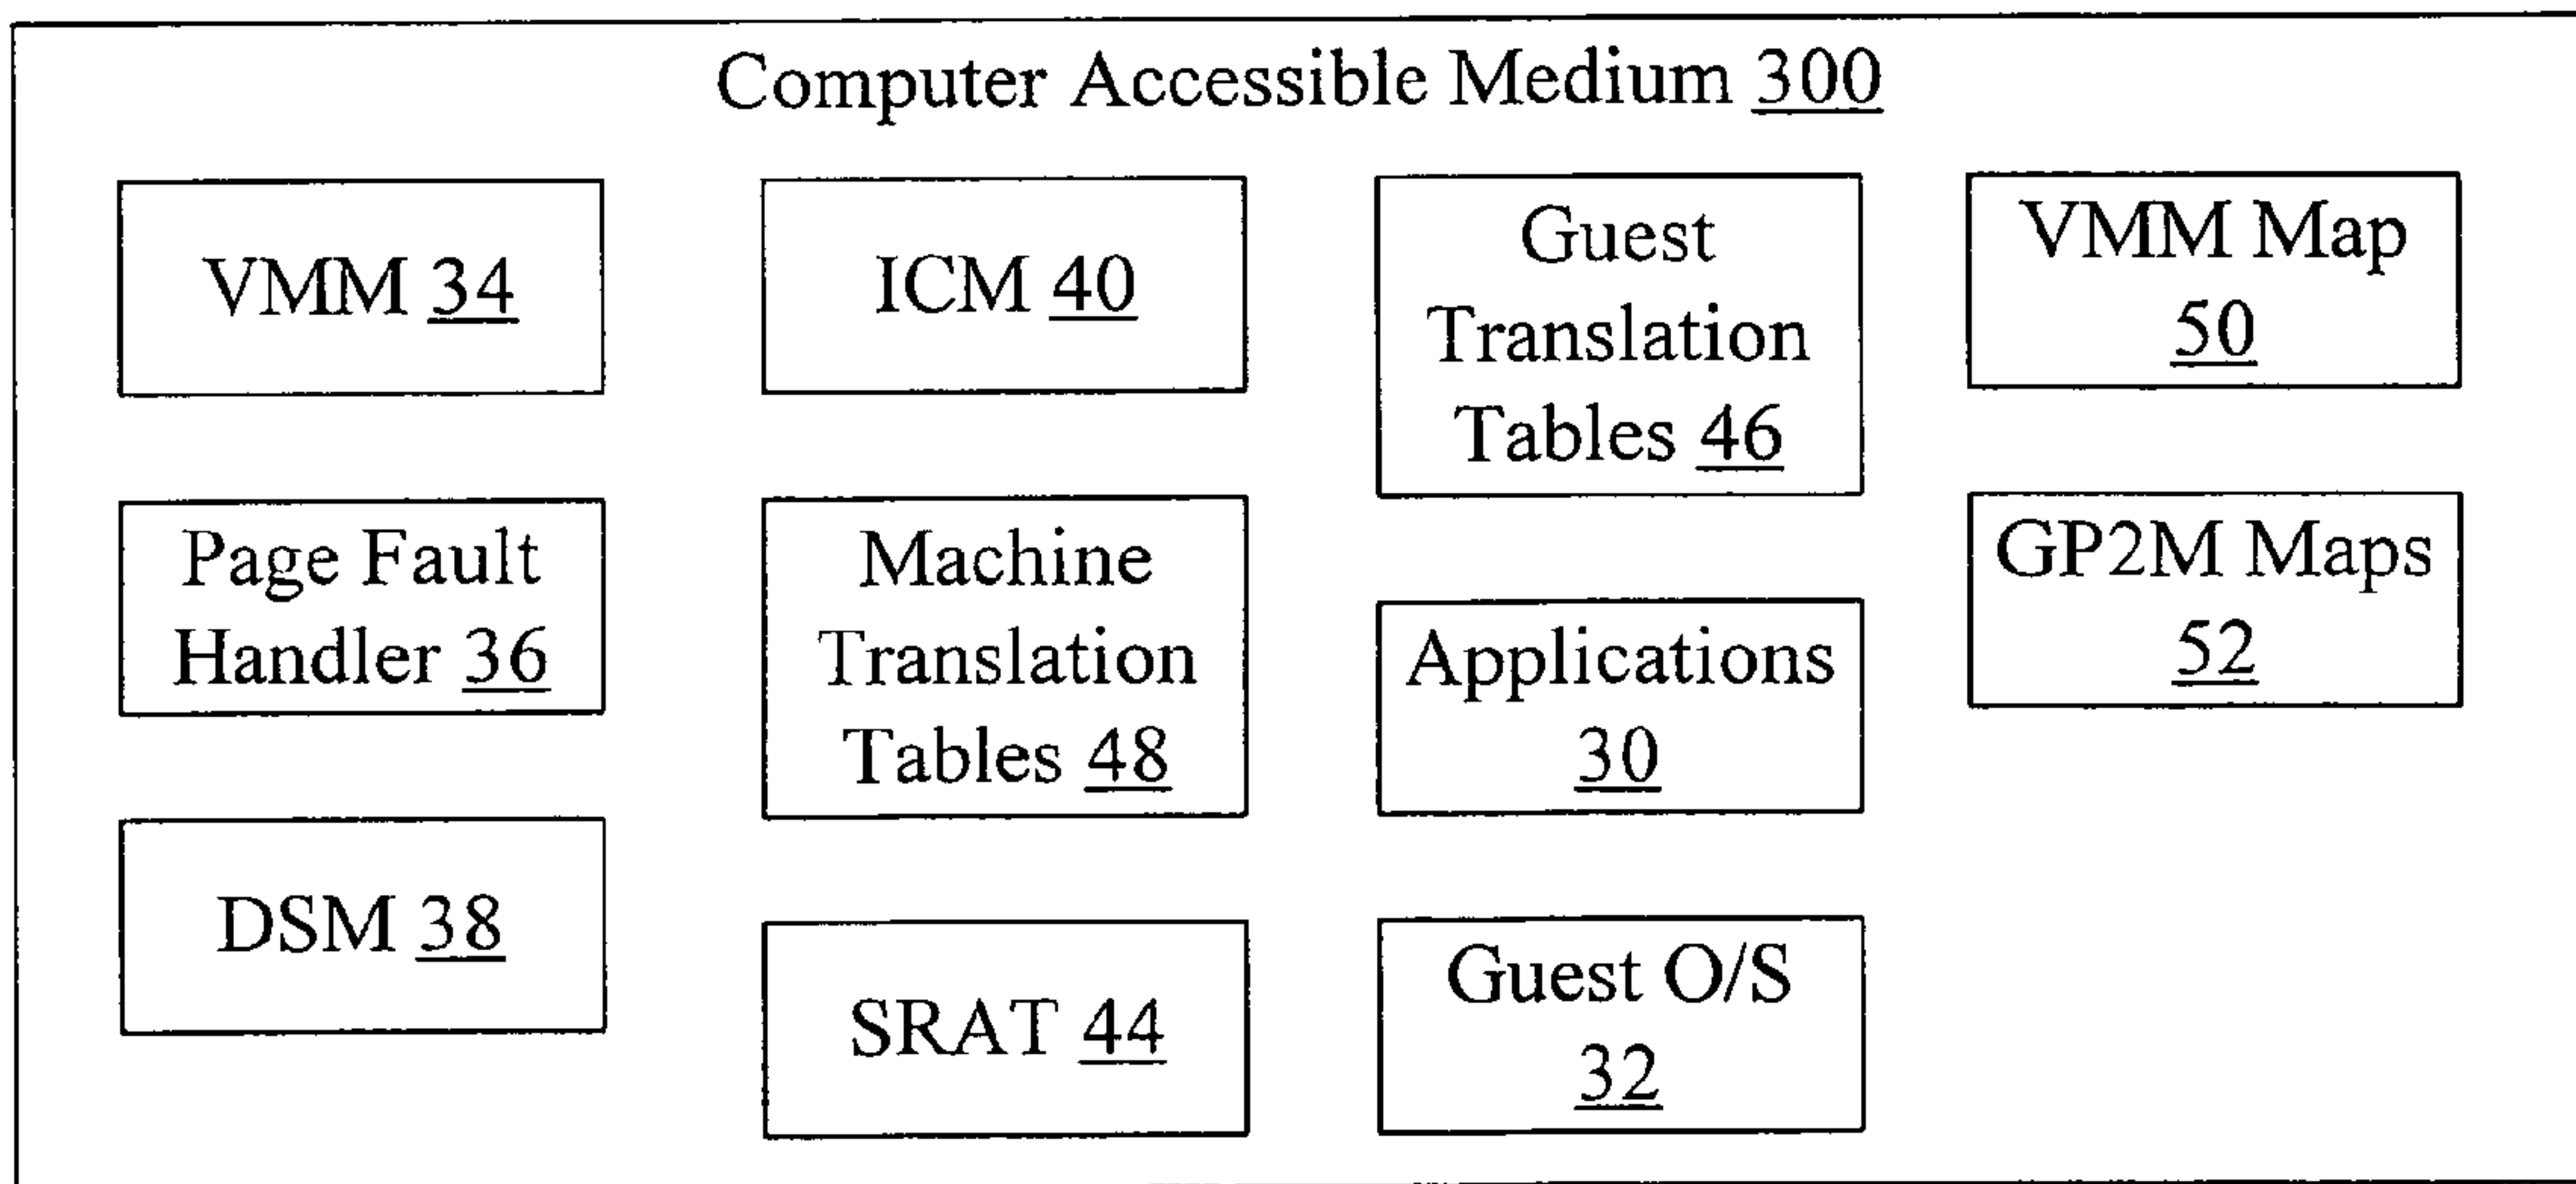 Computer Accessible Medium 300
VMM 34
ICM 40
Guest
Translation
Tables 46
VMM Map
50
Page Fault
Handler 36
Machine
Translation
Tables 48
Applications
30
GP2M Maps
52
DSM 38
SRAT 44
Guest O/S
32